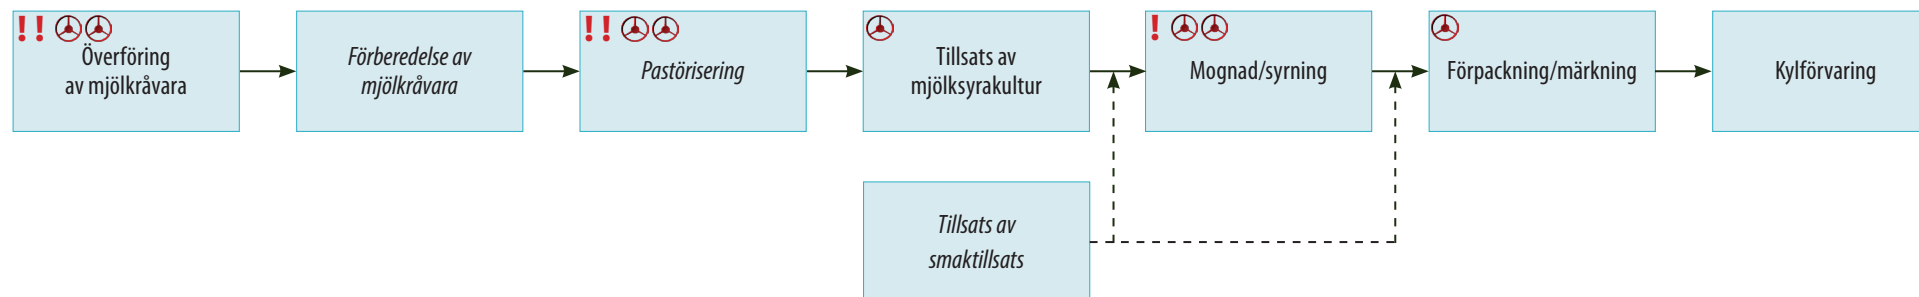 Överföring
av mjölkråvara
Förberedelse av
mjölkråvara
Pastörisering
Tillsats av
mjölksyrakultur
Mognad/syrning
Förpackning/märkning
Kylförvaring
Tillsats av
smaktillsats